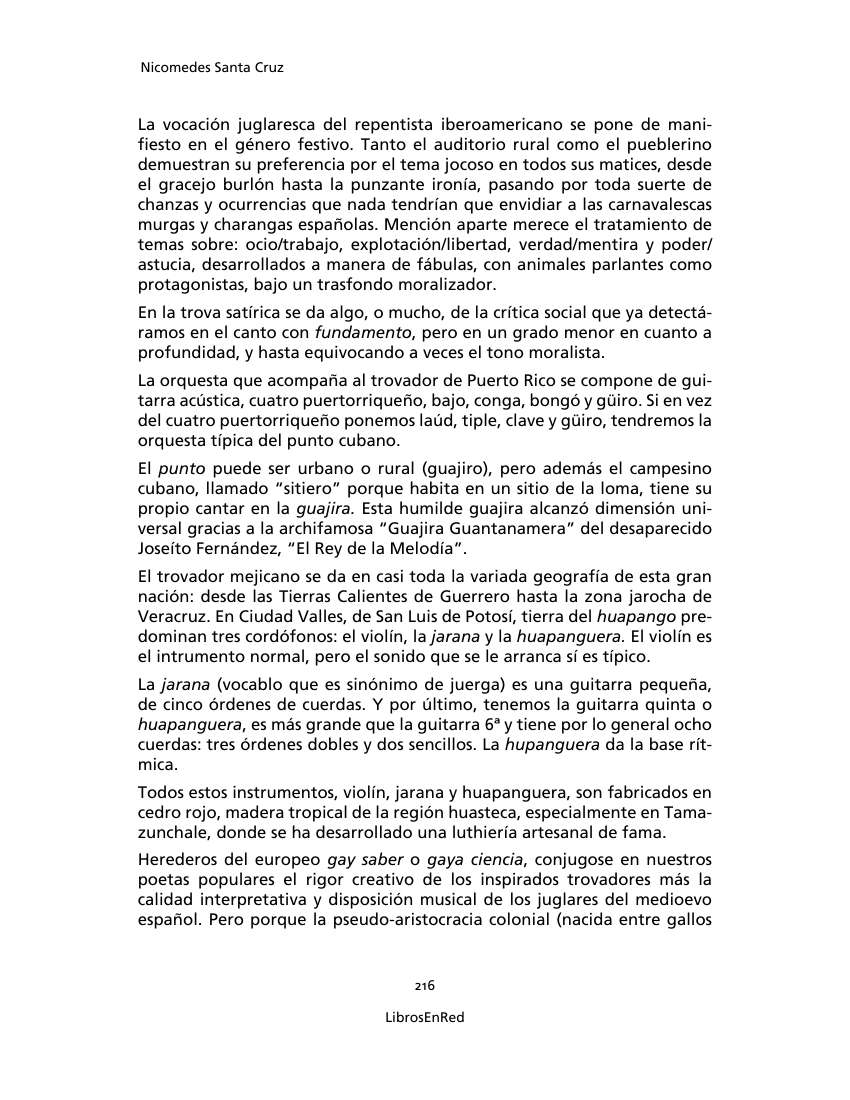 Nicomedes Santa Cruz
La vocación juglaresca del repentista iberoamericano se pone de mani-
fiesto en el género festivo. Tanto el auditorio rural como el pueblerino
demuestran su preferencia por el tema jocoso en todos sus matices, desde
el gracejo burlón hasta la punzante ironía, pasando por toda suerte de
chanzas y ocurrencias que nada tendrían que envidiar a las carnavalescas
murgas y charangas españolas. Mención aparte merece el tratamiento de
temas sobre: ocio/trabajo, explotación/libertad, verdad/mentira y poder/
astucia, desarrollados a manera de fábulas, con animales parlantes como
protagonistas, bajo un trasfondo moralizador.
En la trova satírica se da algo, o mucho, de la crítica social que ya detectá-
ramos en el canto con fundamento, pero en un grado menor en cuanto a
profundidad, y hasta equivocando a veces el tono moralista.
La orquesta que acompaña al trovador de Puerto Rico se compone de gui-
tarra acústica, cuatro puertorriqueño, bajo, conga, bongó y güiro. Si en vez
del cuatro puertorriqueño ponemos laúd, tiple, clave y güiro, tendremos la
orquesta típica del punto cubano.
El punto puede ser urbano o rural (guajiro), pero además el campesino
cubano, llamado “sitiero” porque habita en un sitio de la loma, tiene su
propio cantar en la guajira. Esta humilde guajira alcanzó dimensión uni-
versal gracias a la archifamosa “Guajira Guantanamera” del desaparecido
Joseíto Fernández, “El Rey de la Melodía”.
El trovador mejicano se da en casi toda la variada geografía de esta gran
nación: desde las Tierras Calientes de Guerrero hasta la zona jarocha de
Veracruz. En Ciudad Valles, de San Luis de Potosí, tierra del huapango pre-
dominan tres cordófonos: el violín, la jarana y la huapanguera. El violín es
el intrumento normal, pero el sonido que se le arranca sí es típico.
La jarana (vocablo que es sinónimo de juerga) es una guitarra pequeña,
de cinco órdenes de cuerdas. Y por último, tenemos la guitarra quinta o
huapanguera, es más grande que la guitarra 6ª y tiene por lo general ocho
cuerdas: tres órdenes dobles y dos sencillos. La hupanguera da la base rít-
mica.
Todos estos instrumentos, violín, jarana y huapanguera, son fabricados en
cedro rojo, madera tropical de la región huasteca, especialmente en Tama-
zunchale, donde se ha desarrollado una luthiería artesanal de fama.
Herederos del europeo gay saber o gaya ciencia, conjugose en nuestros
poetas populares el rigor creativo de los inspirados trovadores más la
calidad interpretativa y disposición musical de los juglares del medioevo
español. Pero porque la pseudo-aristocracia colonial (nacida entre gallos
216
LibrosEnRed